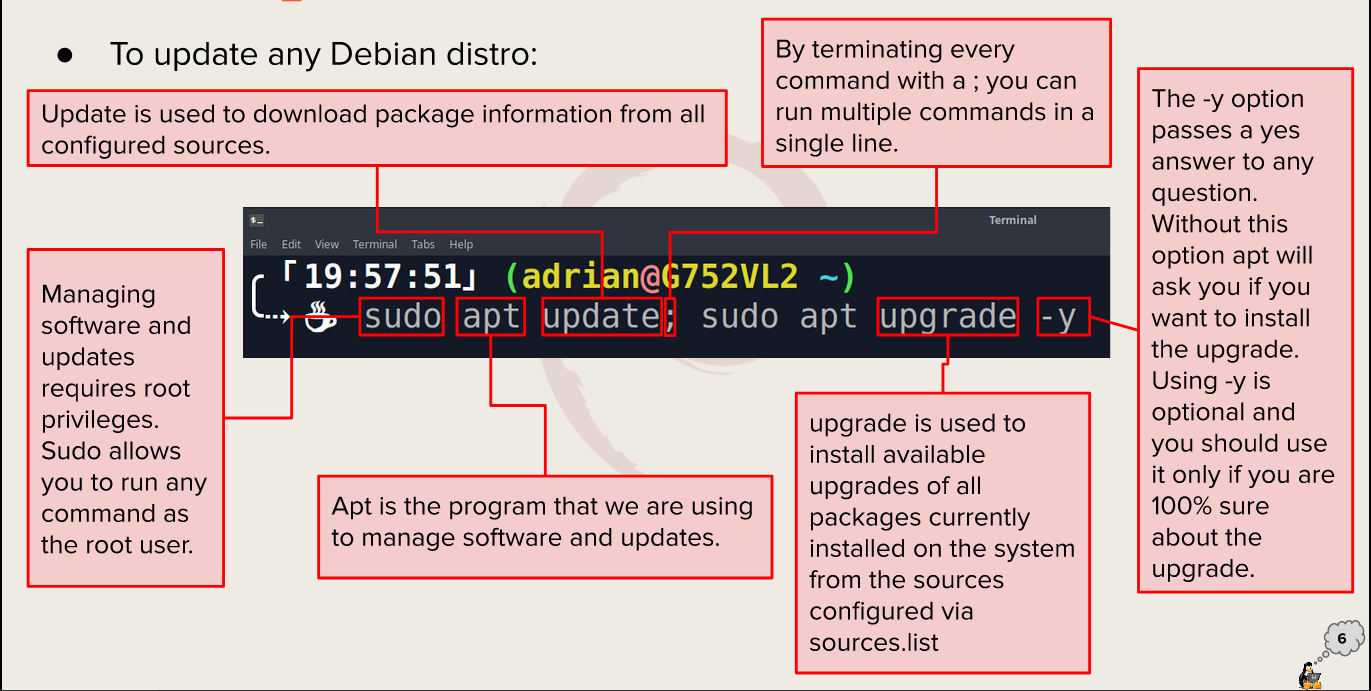 ● To update any Debian distro:
Update is used to download package information from all
configured sources.
By terminating every
command with a ; you can
run multiple commands in a
single line.
The -y option
passes a yes
answer to any
question.
Without this
option apt will
ask you if you
want to install
the upgrade.
Using -y is
optional and
you should use
it only if you are
100% sure
about the
upgrade.
$_ Terminal
File Edit View Terminal Tabs Help
「19:57:51」 (adrian@G752VL2 ~)
sudo apt update; sudo apt upgrade -y
Managing
software and
updates
requires root
privileges.
Sudo allows
you to run any
command as
the root user.
Apt is the program that we are using
to manage software and updates.
upgrade is used to
install available
upgrades of all
packages currently
installed on the system
from the sources
configured via
sources.list
6